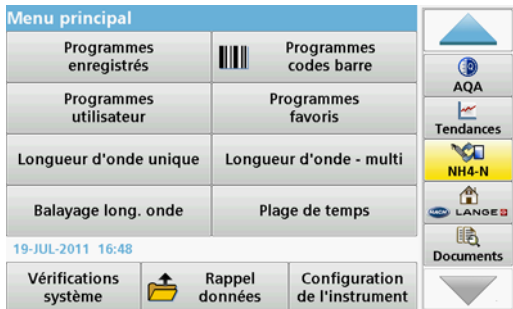 Menu principal
Programmes
enregistrés
Programmes
codes barre
Programmes
utilisateur
Programmes
favoris
Longueur d'onde unique
Longueur d'onde - multi
Balayage long. onde
Plage de temps
19-JUL-2011 16:48
Vérifications
système
Rappel
données
Configuration
de l'instrument
AQA
Tendances
NH4-N
HACH LANGE
Documents